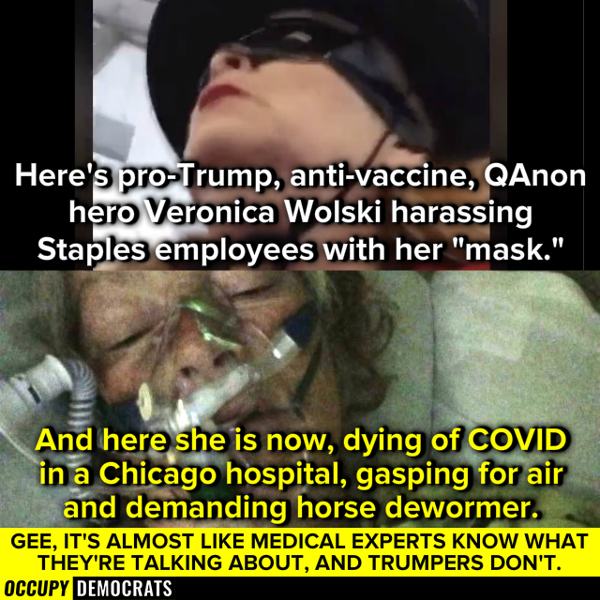 Here's pro-Trump, anti-vaccine, QAnon
hero Veronica Wolski harassing
Staples employees with her "mask."
And here she is now, dying of COVID
in a Chicago hospital, gasping for air
and demanding horse dewormer.
GEE, IT'S ALMOST LIKE MEDICAL EXPERTS KNOW WHAT
THEY'RE TALKING ABOUT, AND TRUMPERS DON'T.
OCCUPY DEMOCRATS